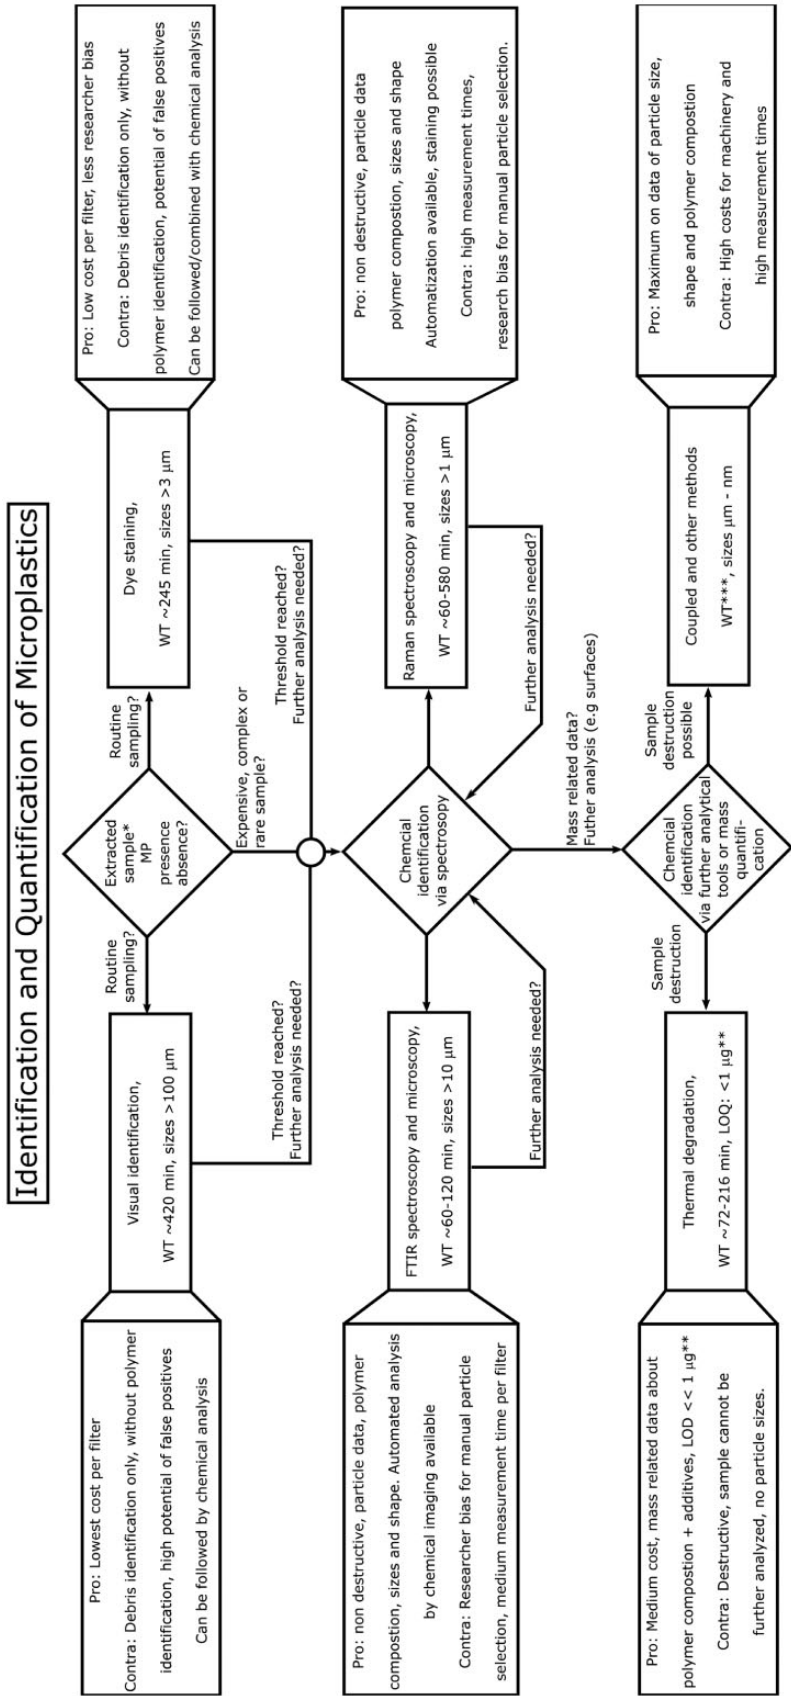 Identification and Quantification of Microplastics
Pro: Lowest cost per filter
Contra: Debris identification only, without polymer
identification, high potential of false positives
Can be followed by chemical analysis
Visual identification,
WT ~420 min, sizes >100 µm
Routine
sampling?
Extracted
sample*
MP
presence
absence?
Routine
sampling?
Dye staining,
WT ~245 min, sizes >3 µm
Pro: Low cost per filter, less researcher bias
Contra: Debris identification only, without
polymer identification, potential of false positives
Can be followed/combined with chemical analysis
Threshold reached?
Further analysis needed?
Expensive, complex or
rare sample?
Threshold reached?
Further analysis needed?
Pro: non destructive, particle data, polymer
compostion, sizes and shape. Automated analysis
by chemical imaging available
Contra: Researcher bias for manual particle
selection, medium measurement time per filter
FTIR spectroscopy and microscopy,
WT ~60-120 min, sizes >10 µm
Chemcial
identification
via spectroscopy
Raman spectroscopy and microscopy,
WT ~60-580 min, sizes >1 µm
Pro: non destructive, particle data
polymer compostion, sizes and shape
Automatization available, staining possible
Contra: high measurement times,
research bias for manual particle selection.
Further analysis needed?
Further analysis needed?
Mass related data?
Futher analysis (e.g surfaces)
Pro: Medium cost, mass related data about
polymer compostion + additives, LOD << 1 µg**
Contra: Destructive, sample cannot be
further analyzed, no particle sizes.
Thermal degradation,
WT ~72-216 min, LOQ: <1 µg**
Sample
destruction
Chemcial
identification
via further analytical
tools or mass
quantifi-
cation
Sample
destruction
possible
Coupled and other methods
WT***, sizes µm - nm
Pro: Maximum on data of particle size,
shape and polymer compostion
Contra: High costs for machinery and
high measurement times